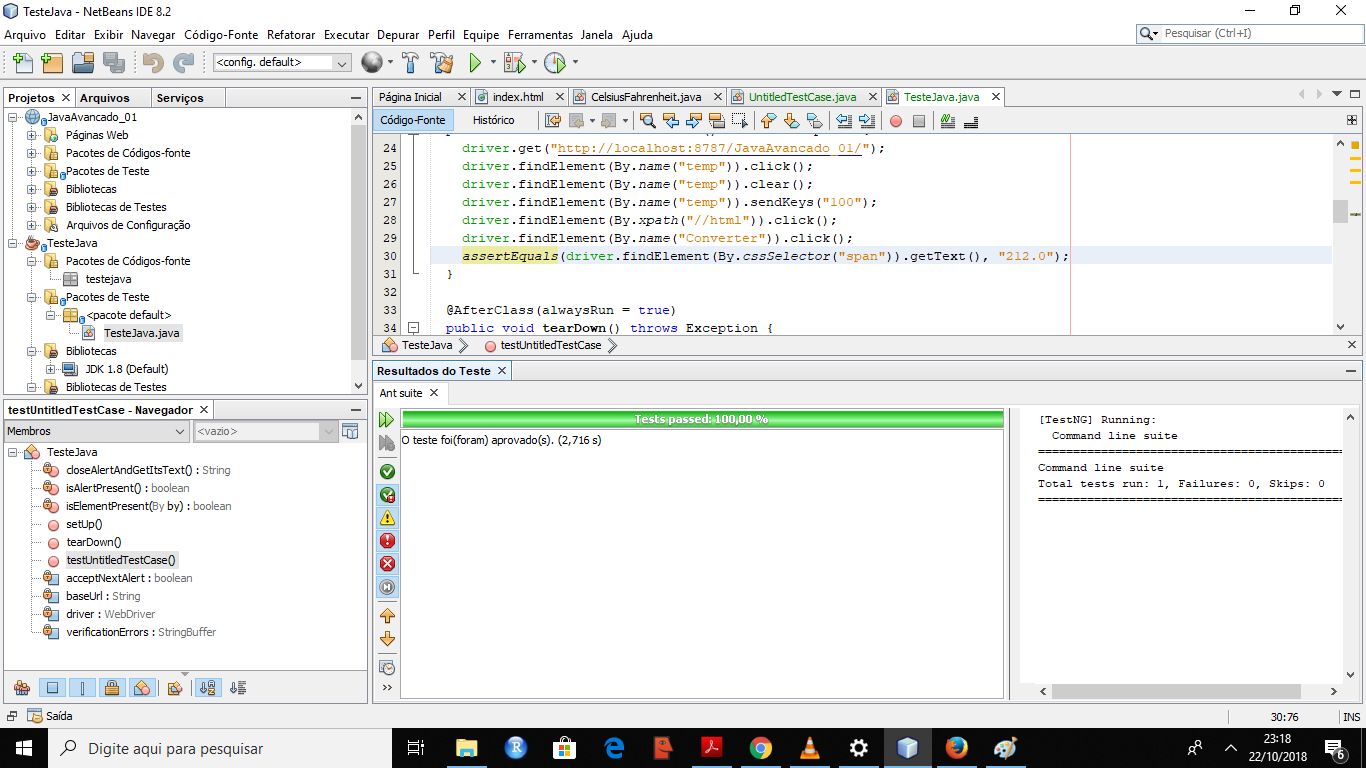 TesteJava - NetBeans IDE 8.2
Arquivo Editar Exibir Navegar Código-Fonte Refatorar Executar Depurar Perfil Equipe Ferramentas Janela Ajuda
Pesquisar (Ctrl+I)
<config. default>
Projetos Arquivos Serviços
JavaAvancado_01
Páginas Web
Pacotes de Códigos-fonte
Pacotes de Teste
Bibliotecas
Bibliotecas de Testes
Arquivos de Configuração
TesteJava
Pacotes de Códigos-fonte
testejava
Pacotes de Teste
<pacote default>
TesteJava.java
Bibliotecas
JDK 1.8 (Default)
Bibliotecas de Testes
testUntitledTestCase - Navegador
Membros <vazio>
TesteJava
closeAlertAndGetItsText() : String
isAlertPresent() : boolean
isElementPresent(By by) : boolean
setUp()
tearDown()
testUntitledTestCase()
acceptNextAlert : boolean
baseUrl : String
driver : WebDriver
verificationErrors : StringBuffer
Página Inicial index.html CelsiusFahrenheit.java UntitledTestCase.java TesteJava.java
Código-Fonte Histórico
24 driver.get("http://localhost:8787/JavaAvancado_01/");
25 driver.findElement(By.name("temp")).click();
26 driver.findElement(By.name("temp")).clear();
27 driver.findElement(By.name("temp")).sendKeys("100");
28 driver.findElement(By.xpath("//html")).click();
29 driver.findElement(By.name("Converter")).click();
30 assertEquals(driver.findElement(By.cssSelector("span")).getText(), "212.0");
31 }
32
33 @AfterClass(alwaysRun = true)
34 public void tearDown() throws Exception {
TesteJava testUntitledTestCase
Resultados do Teste
Ant suite
Tests passed: 100,00 %
O teste foi(foram) aprovado(s). (2,716 s)
[TestNG] Running:
Command line suite
===========================================
Command line suite
Total tests run: 1, Failures: 0, Skips: 0
===========================================
Saída
30:76 INS
Digite aqui para pesquisar
23:18
22/10/2018
6